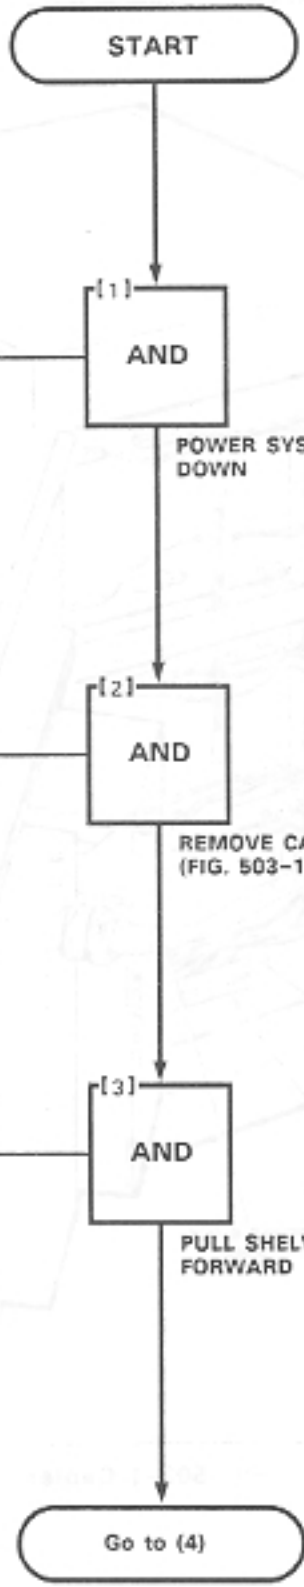 START
[1]
AND
POWER SYS
DOWN
[2]
AND
REMOVE CA
(FIG. 503-1
[3]
AND
PULL SHELV
FORWARD
Go to (4)